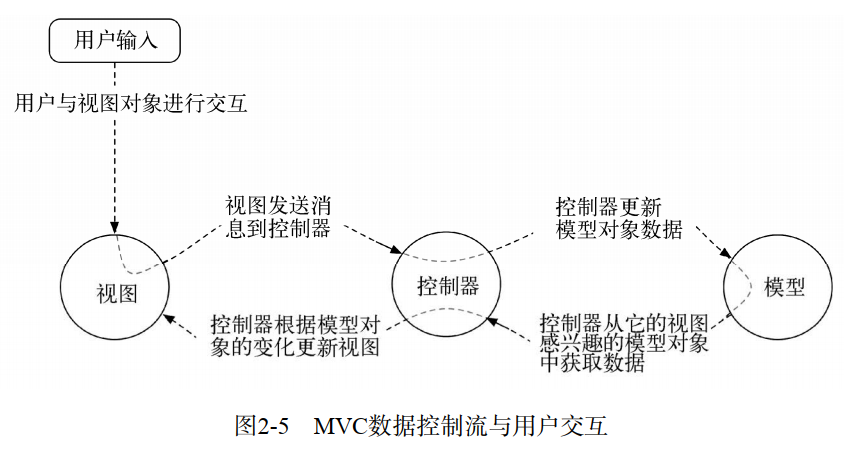 用户输入
用户与视图对象进行交互
视图发送消
息到控制器
控制器更新
模型对象数据
视图
控制器
模型
控制器根据模型对
象的变化更新视图
控制器从它的视图
感兴趣的模型对象
中获取数据
图2-5 MVC数据控制流与用户交互